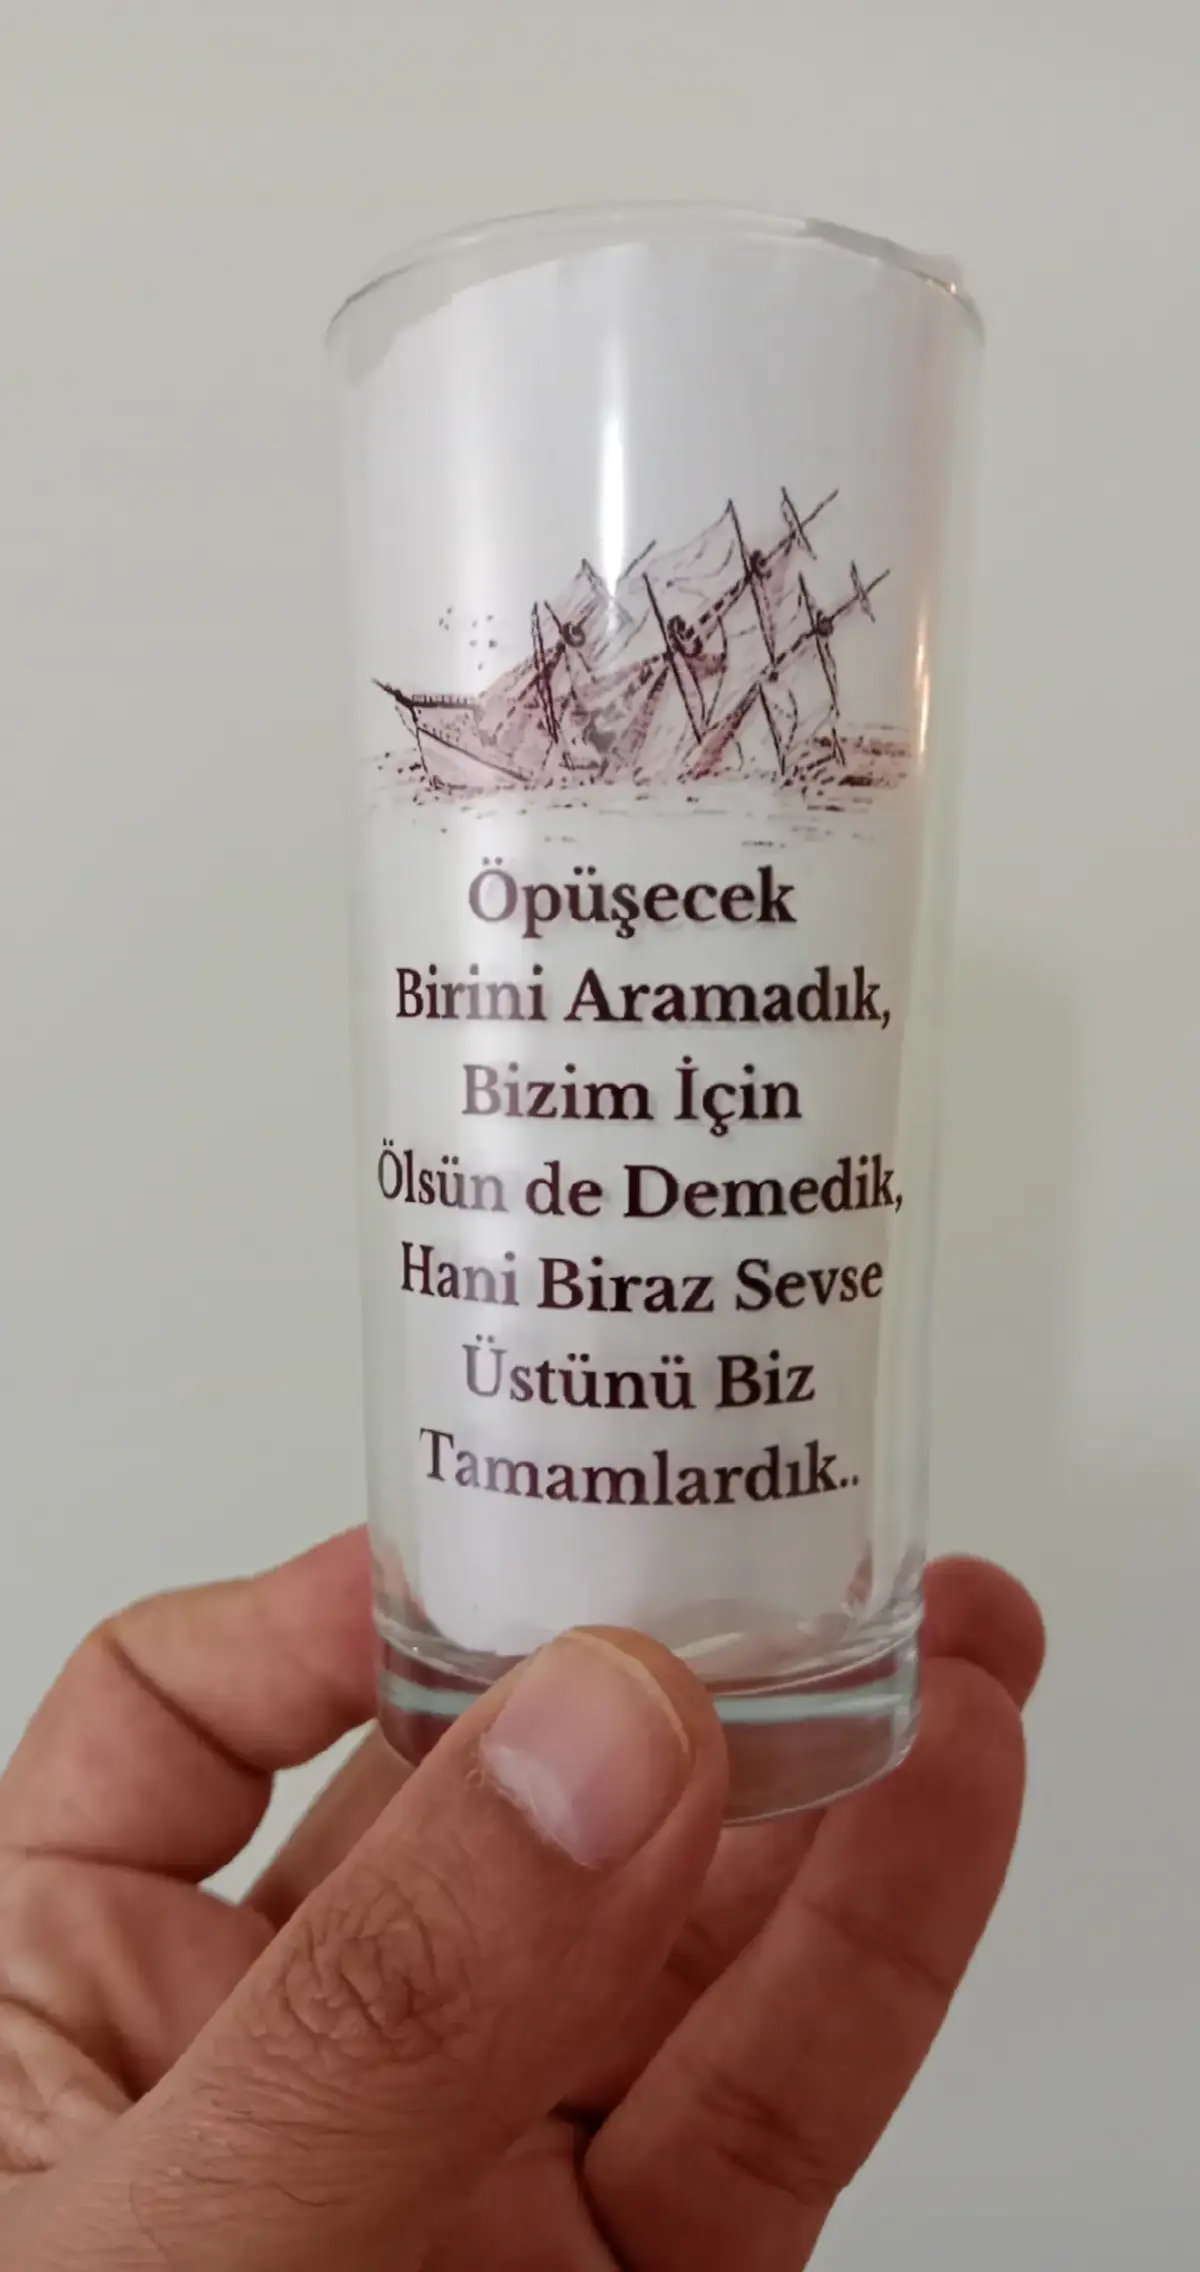 Öpüşecek
Birini Aramadık,
Bizim İçin
Ölsün de Demedik,
Hani Biraz Sevse
Üstünü Biz
Tamamlardık..